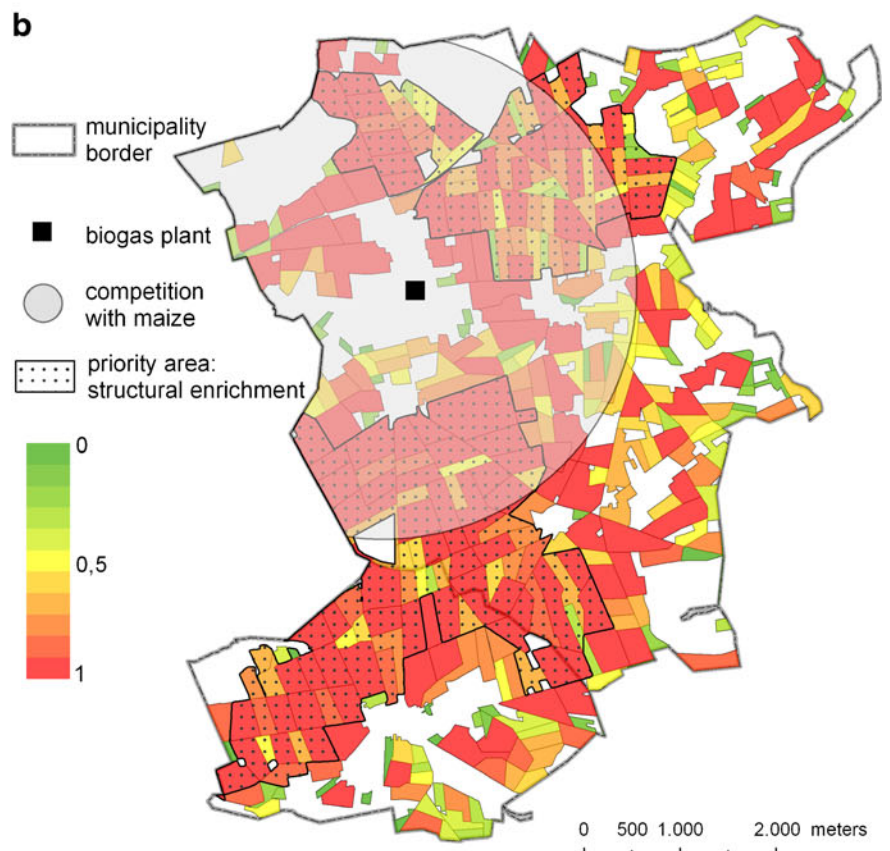 b
municipality
border
biogas plant
competition
with maize
priority area:
structural enrichment
0
0,5
1
0 500 1.000 2.000 meters